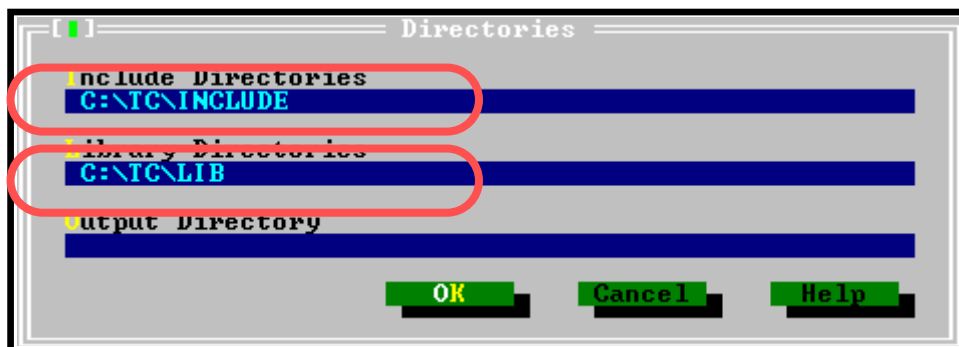 [■] Directories
Include Directories
C:\TC\INCLUDE
Library Directories
C:\TC\LIB
Output Directory
OK Cancel Help